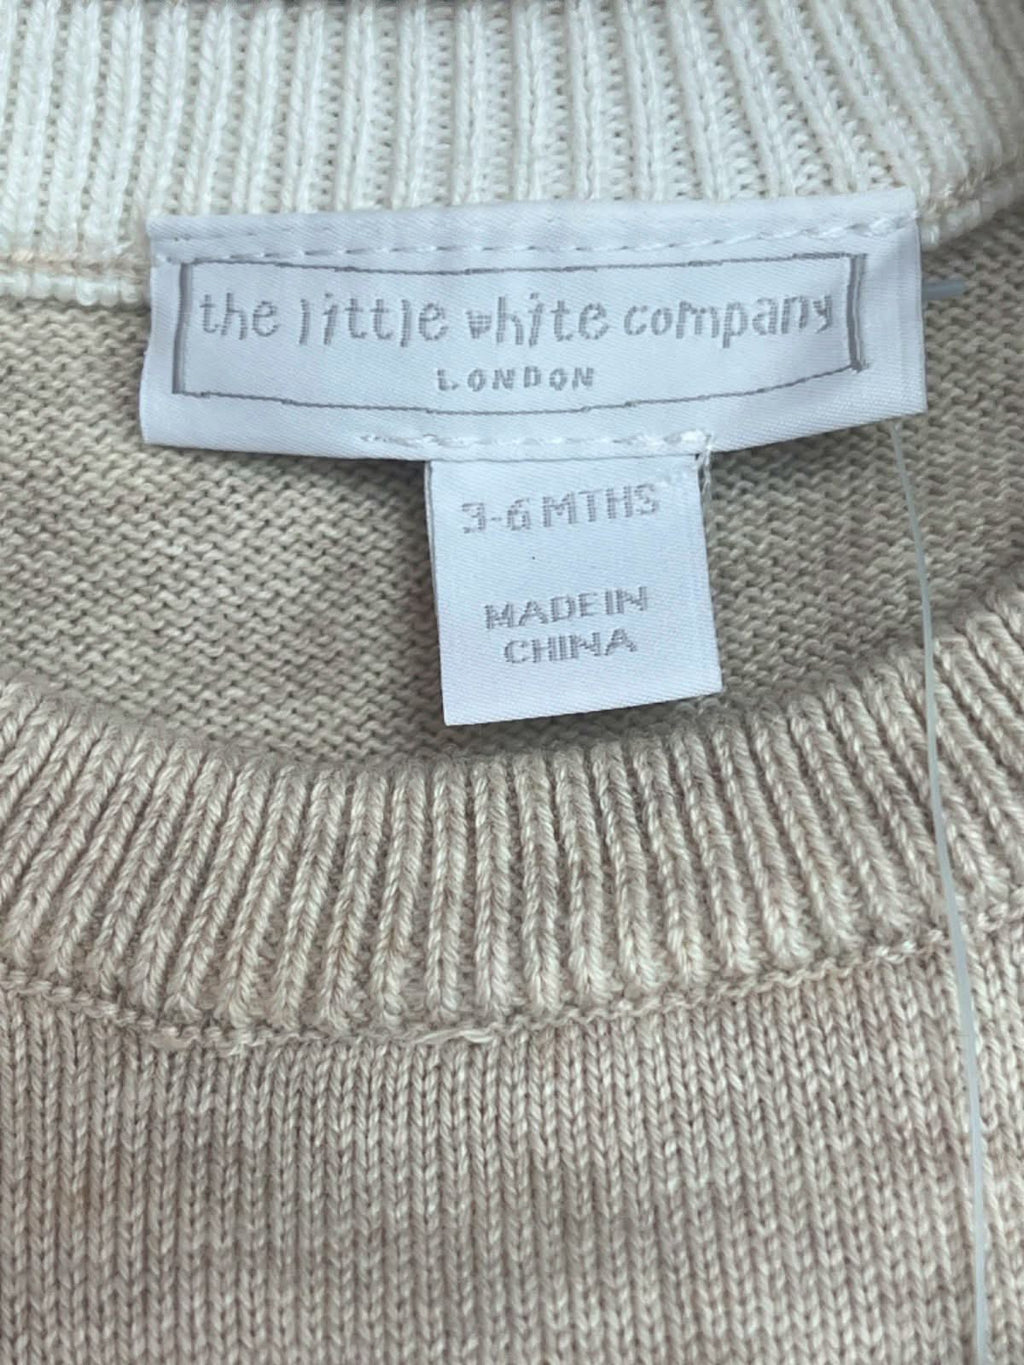 the little white company
LONDON
3-6 MTHS
MADE IN
CHINA